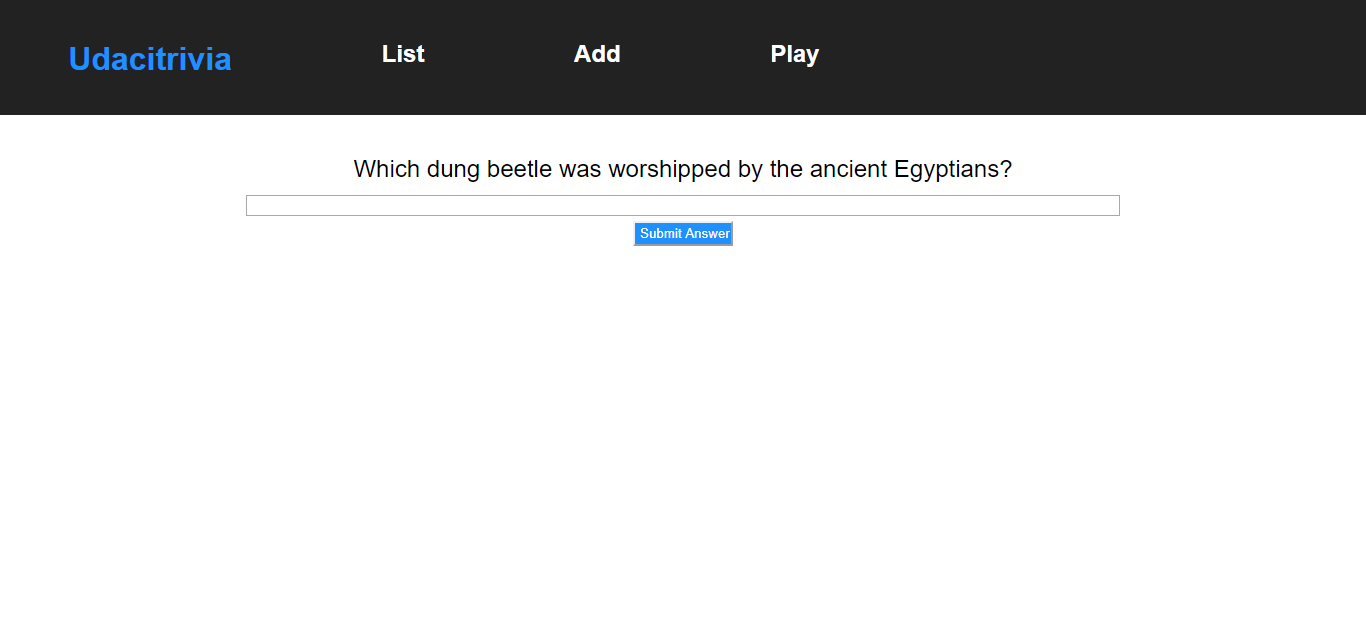 Udacitrivia
List
Add
Play
Which dung beetle was worshipped by the ancient Egyptians?
Submit Answer